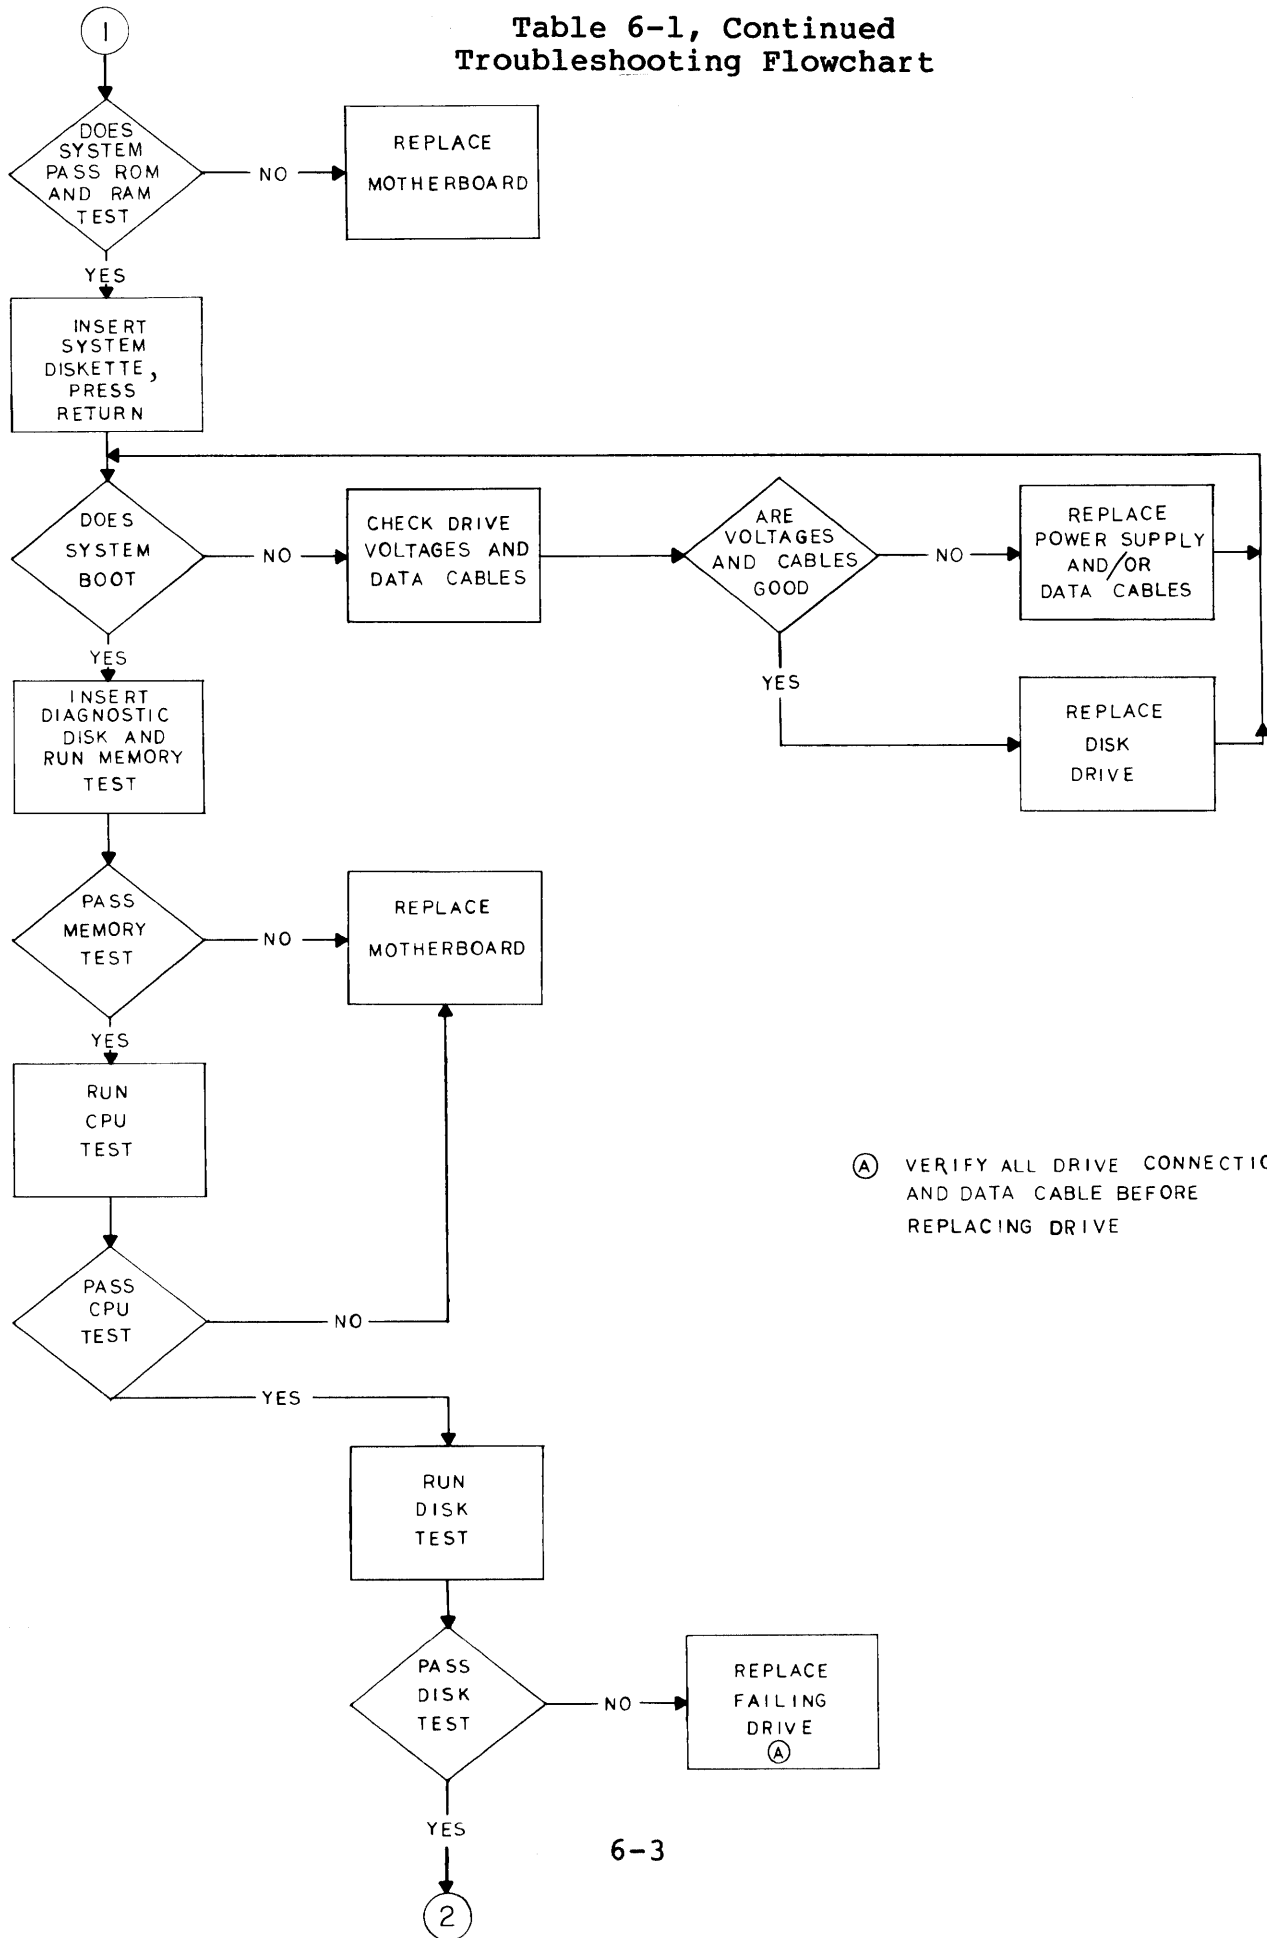 1
Table 6-1, Continued
Troubleshooting Flowchart
DOES
SYSTEM
PASS ROM
AND RAM
TEST
NO
REPLACE
MOTHERBOARD
YES
INSERT
SYSTEM
DISKETTE,
PRESS
RETURN
DOES
SYSTEM
BOOT
NO
CHECK DRIVE
VOLTAGES AND
DATA CABLES
ARE
VOLTAGES
AND CABLES
GOOD
NO
REPLACE
POWER SUPPLY
AND/OR
DATA CABLES
YES
REPLACE
DISK
DRIVE
YES
INSERT
DIAGNOSTIC
DISK AND
RUN MEMORY
TEST
PASS
MEMORY
TEST
NO
REPLACE
MOTHERBOARD
YES
RUN
CPU
TEST
A VERIFY ALL DRIVE
AND DATA CABLE BEFORE
REPLACING DRIVE
PASS
CPU
TEST
NO
YES
RUN
DISK
TEST
PASS
DISK
TEST
NO
REPLACE
FAILING
DRIVE
A
YES
6-3
2